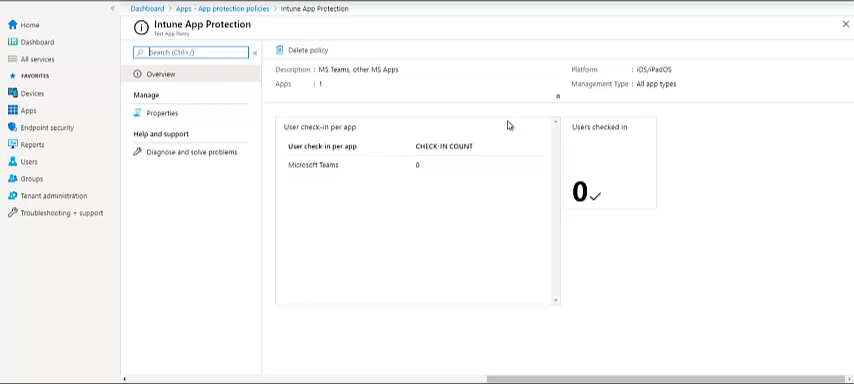 Dashboard > Apps - App protection policies > Intune App Protection
Intune App Protection
Test App Policy
Home
Dashboard
All services
FAVORITES
Devices
Apps
Endpoint security
Reports
Users
Groups
Tenant administration
Troubleshooting + support
Search (Ctrl+/)
Overview
Manage
Properties
Help and support
Diagnose and solve problems
Delete policy
Description : MS Teams, other MS Apps
Apps : 1
Platform : iOS/iPadOS
Management Type : All app types
User check-in per app
User check-in per app CHECK-IN COUNT
Microsoft Teams 0
Users checked in
0